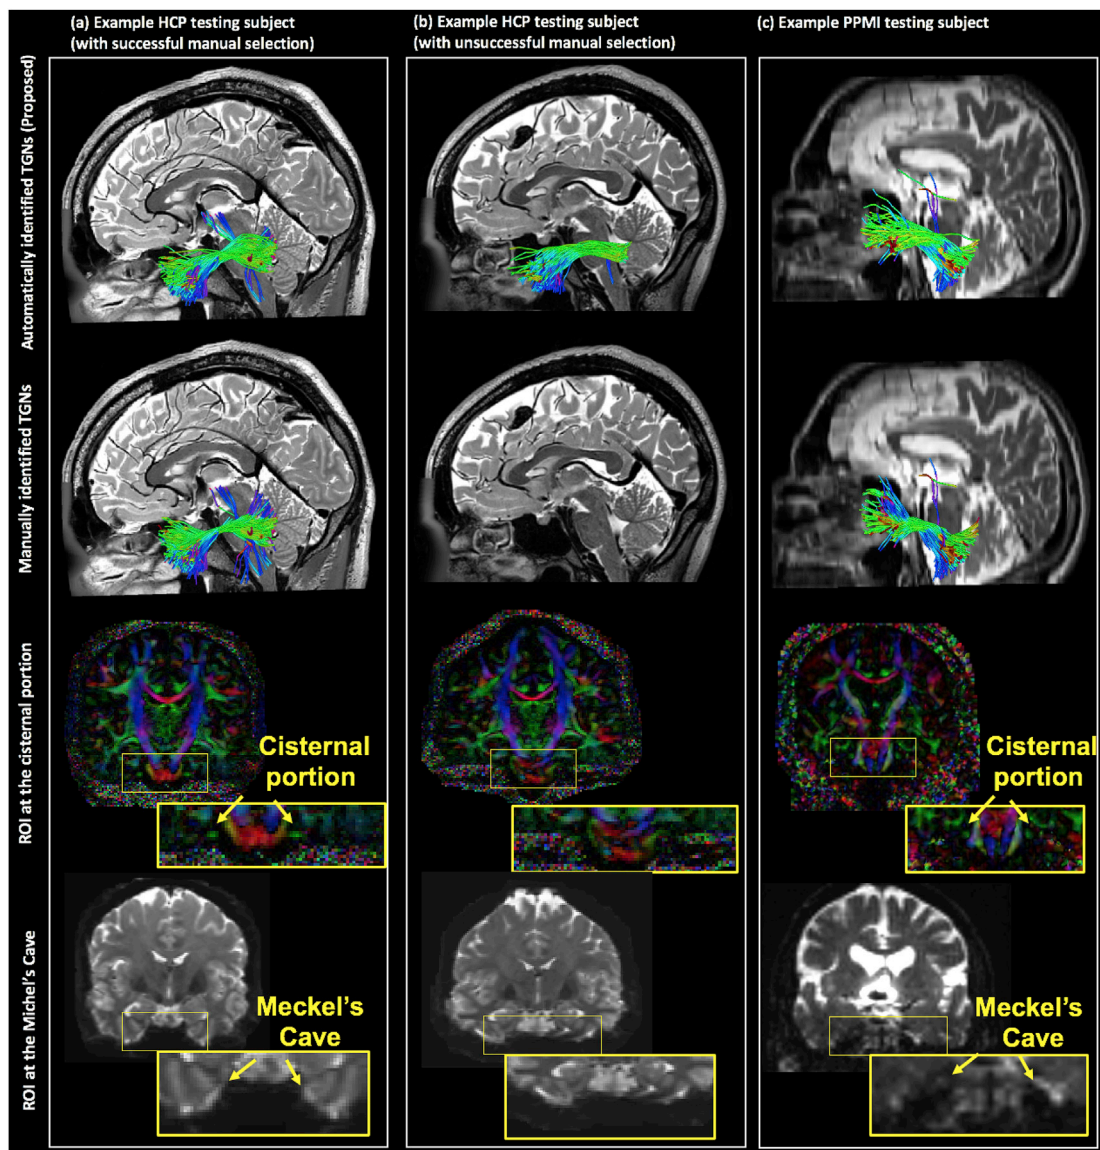 (a) Example HCP testing subject
(with successful manual selection)
(b) Example HCP testing subject
(with unsuccessful manual selection)
(c) Example PPMI testing subject
Automatically identified TGNs (Proposed)
Manually identified TGNs
ROI at the cisternal portion
Cisternal
portion
Cisternal
portion
ROI at the Michel's Cave
Meckel's
Cave
Meckel's
Cave